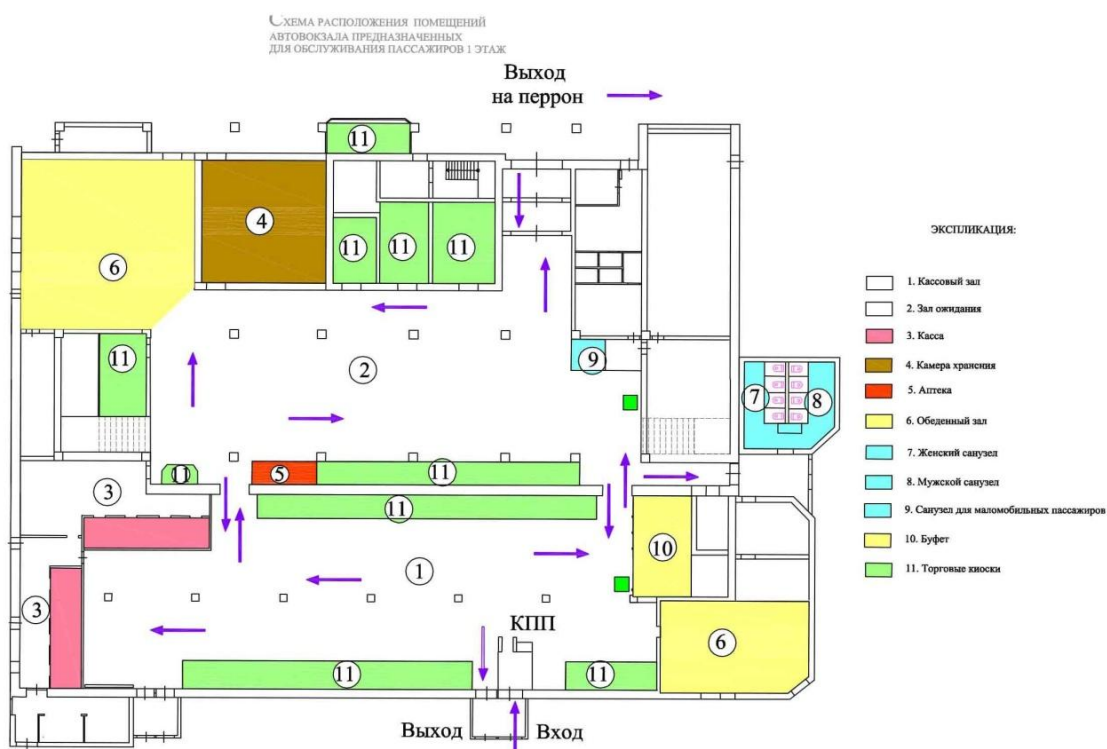 СХЕМА РАСПОЛОЖЕНИЯ ПОМЕЩЕНИЙ
АВТОВОКЗАЛА ПРЕДНАЗНАЧЕННЫХ
ДЛЯ ОБСЛУЖИВАНИЯ ПАССАЖИРОВ 1 ЭТАЖ
Выход
на перрон
11
4
11
11
11
6
11
2
9
7
8
11
5
11
11
3
10
1
3
КПП
6
11
11
Выход
Вход
ЭКСПЛИКАЦИЯ:
1. Кассовый зал
2. Зал ожидания
3. Касса
4. Камера хранения
5. Аптека
6. Обеденный зал
7. Женский санузел
8. Мужской санузел
9. Санузел для маломобильных пассажиров
10. Буфет
11. Торговые киоски